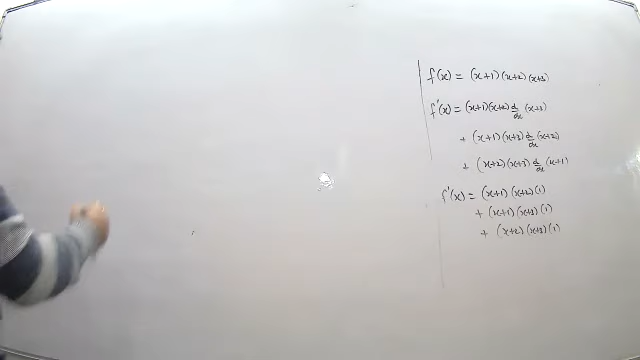 f(x) = (x+1)(x+2)(x+3)
f'(x) = (x+1)(x+2) d/dx (x+3)
+ (x+1)(x+3) d/dx (x+2)
+ (x+2)(x+3) d/dx (x+1)
f'(x) = (x+1)(x+2)(1)
+ (x+1)(x+3)(1)
+ (x+2)(x+3)(1)